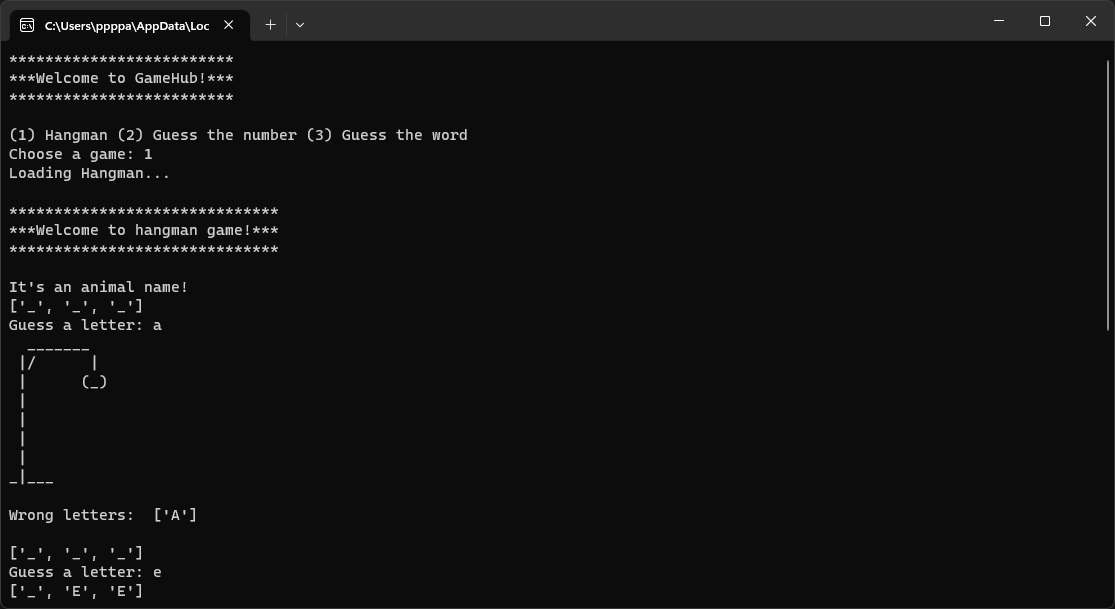 C:\Users\ppppa\AppData\Loc
*************************
***Welcome to GameHub!***
*************************
(1) Hangman (2) Guess the number (3) Guess the word
Choose a game: 1
Loading Hangman...
******************************
***Welcome to hangman game!***
******************************
It's an animal name!
['_', '_', '_']
Guess a letter: a
  _______
 |/      |
 |      (_)
 |
 |
 |
 |
_|___
Wrong letters:  ['A']
['_', '_', '_']
Guess a letter: e
['_', 'E', 'E']